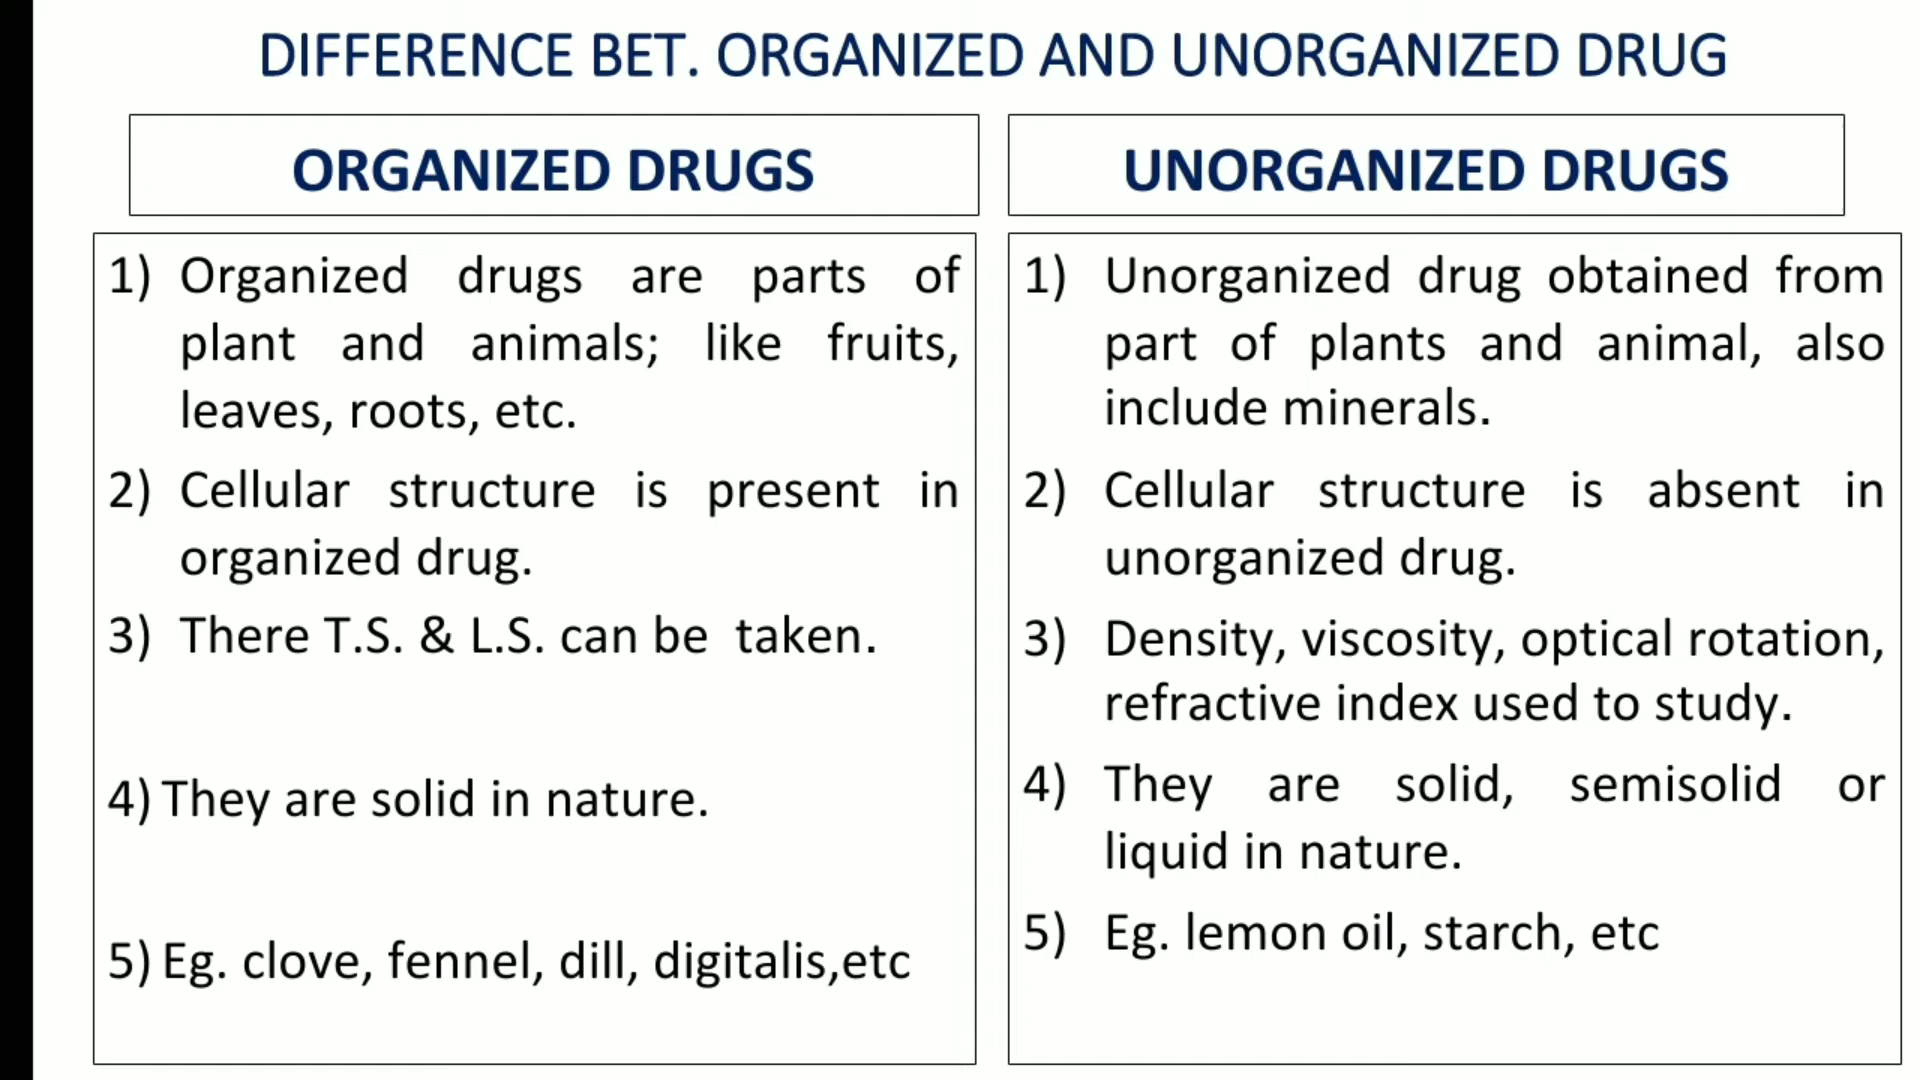 DIFFERENCE BET. ORGANIZED AND UNORGANIZED DRUG
ORGANIZED DRUGS
1) Organized drugs are parts of
plant and animals; like fruits,
leaves, roots, etc.
2) Cellular structure is present in
organized drug.
3) There T.S. & L.S. can be taken.
4) They are solid in nature.
5) Eg. clove, fennel, dill, digitalis,etc
UNORGANIZED DRUGS
1) Unorganized drug obtained from
part of plants and animal, also
include minerals.
2) Cellular structure is absent in
unorganized drug.
3) Density, viscosity, optical rotation,
refractive index used to study.
4) They are solid, semisolid or
liquid in nature.
5) Eg. lemon oil, starch, etc